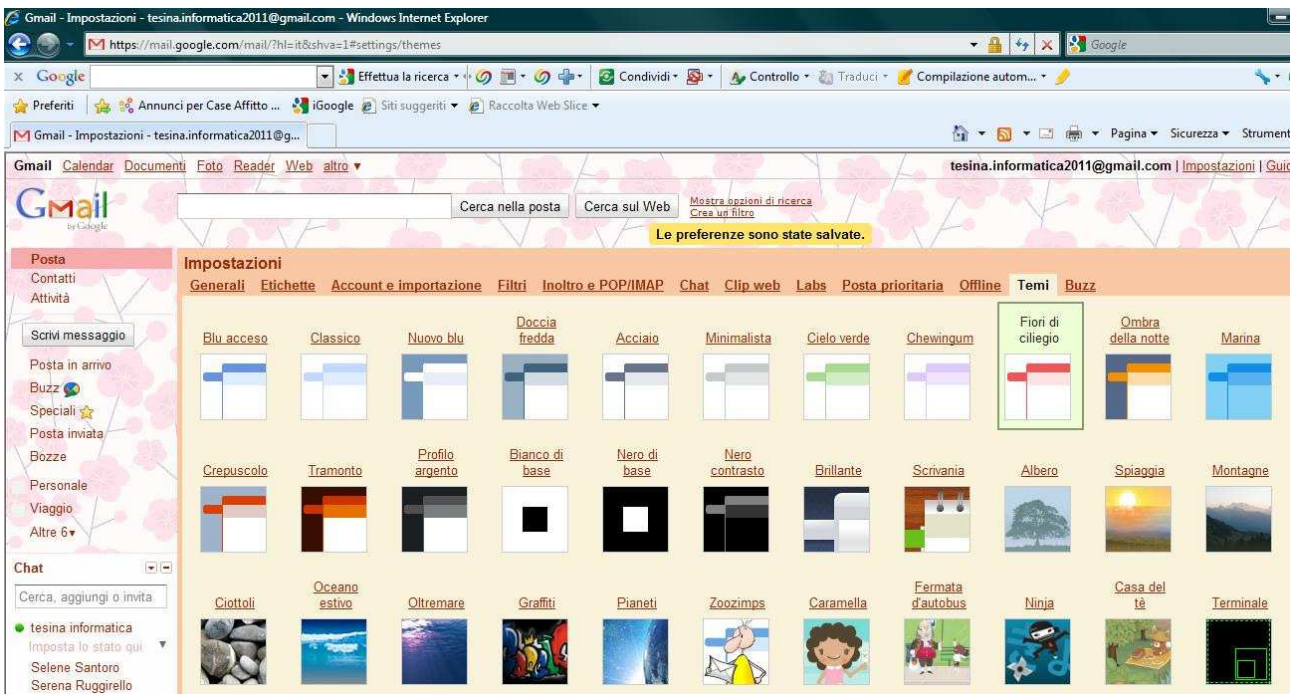 Gmail - Impostazioni - tesina.informatica2011@gmail.com - Windows Internet Explorer
https://mail.google.com/mail/?hl=it&shva=1#settings/themes
Google
x Google
Effettua la ricerca
Condividi
Controllo
Traduci
Compilazione autom...
Preferiti
Annunci per Case Affitto ...
iGoogle
Siti suggeriti
Raccolta Web Slice
Gmail - Impostazioni - tesina.informatica2011@g...
Pagina
Sicurezza
Strument
Gmail Calendar Documenti Foto Reader Web altro
tesina.informatica2011@gmail.com | Impostazioni | Guid
Gmail
by Google
Cerca nella posta
Cerca sul Web
Mostra opzioni di ricerca
Crea un filtro
Le preferenze sono state salvate.
Posta
Contatti
Attività
Scrivi messaggio
Posta in arrivo
Buzz
Speciali
Posta inviata
Bozze
Personale
Viaggio
Altre 6
Chat
Cerca, aggiungi o invita
tesina informatica
Imposta lo stato qui
Selene Santoro
Serena Ruggirello
Impostazioni
Generali Etichette Account e importazione Filtri Inoltro e POP/IMAP Chat Clip web Labs Posta prioritaria Offline Temi Buzz
Blu acceso
Classico
Nuovo blu
Doccia
fredda
Acciaio
Minimalista
Cielo verde
Chewingum
Fiori di
ciliegio
Ombra
della notte
Marina
Crepuscolo
Tramonto
Profilo
argento
Bianco di
base
Nero di
base
Nero
contrasto
Brillante
Scrivania
Albero
Spiaggia
Montagne
Ciottoli
Oceano
estivo
Oltremare
Graffiti
Pianeti
Zoozimps
Caramella
Fermata
d'autobus
Ninja
Casa del
tè
Terminale